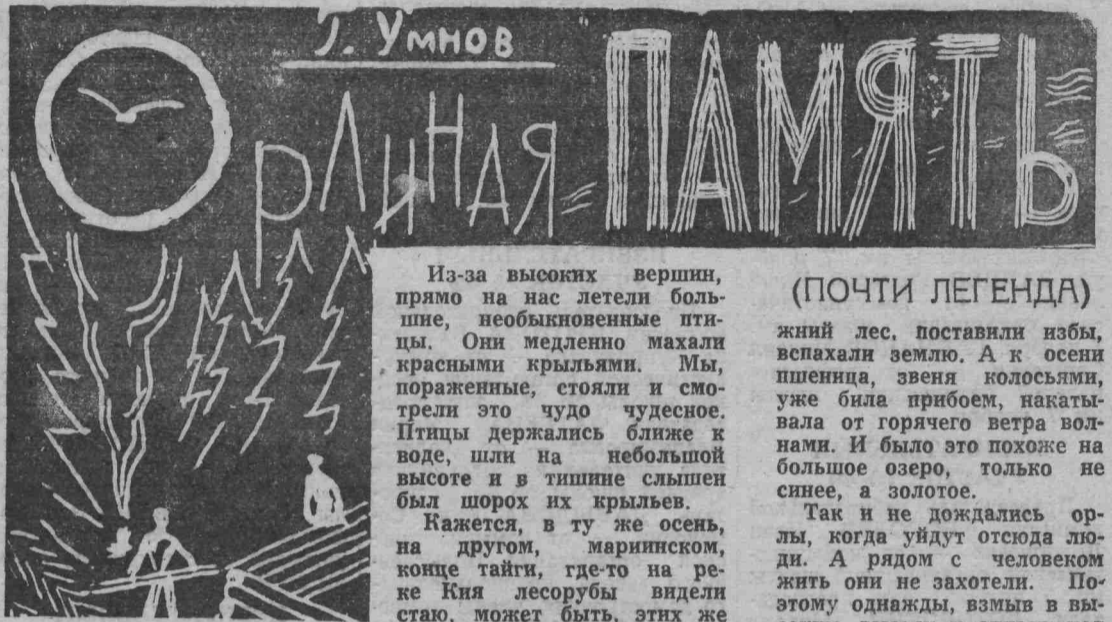 Г. Умнов
Орлиная ПАМЯТЬ
(ПОЧТИ ЛЕГЕНДА)
Из-за высоких вершин,
прямо на нас летели боль-
шие, необыкновенные пти-
цы. Они медленно махали
красными крыльями. Мы,
пораженные, стояли и смо-
трели это чудо чудесное.
Птицы держались ближе к
воде, шли на небольшой
высоте и в тишине слышен
был шорох их крыльев.
Кажется, в ту же осень,
на другом, мариинском,
конце тайги, где-то на ре-
ке Кия лесорубы видели
стаю, может быть, этих же
жний лес, поставили избы,
вспахали землю. А к осени
пшеница, звеня колосьями,
уже била прибоем, накаты-
вала от горячего ветра вол-
нами. И было это похоже на
большое озеро, только не
синее, а золотое.
Так и не дождались ор-
лы, когда уйдут отсюда лю-
ди. А рядом с человеком
жить они не захотели. По-
этому однажды, взмыв в вы-